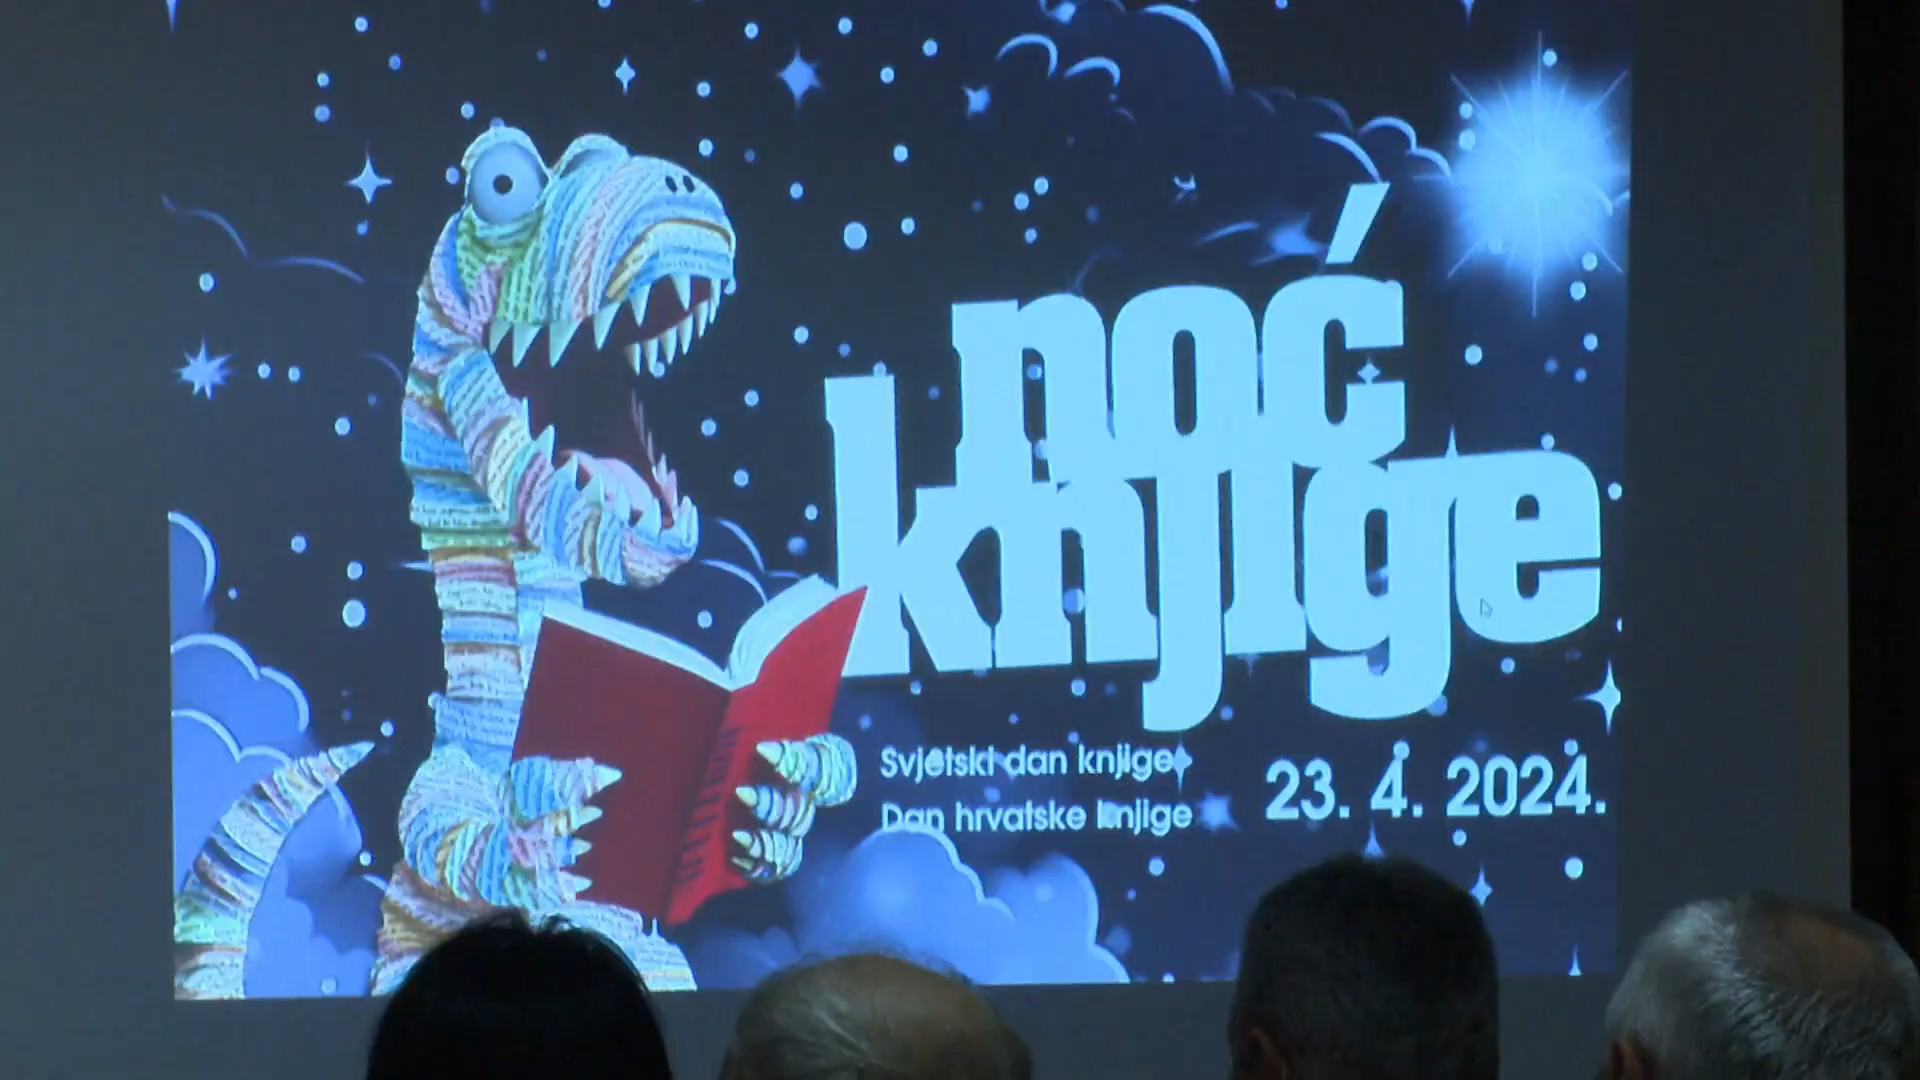 noć
knjige
Svjetski dan knjige
Dan hrvatske knjige
23. 4. 2024.